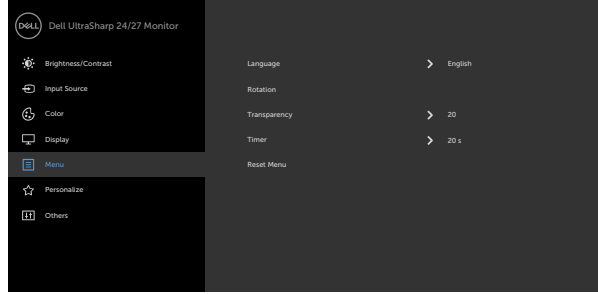 DELL Dell UltraSharp 24/27 Monitor
Brightness/Contrast
Input Source
Color
Display
Menu
Personalize
Others
Language English
Rotation
Transparency 20
Timer 20 s
Reset Menu